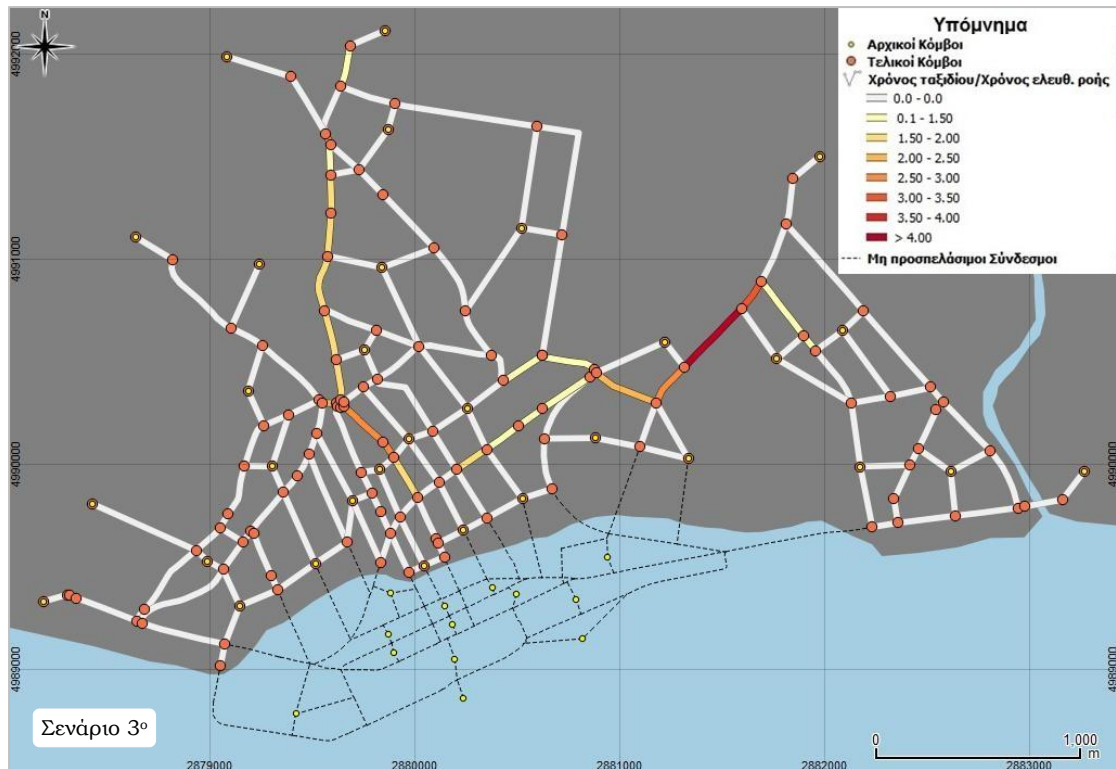 N
Υπόμνημα
Αρχικοί Κόμβοι
Τελικοί Κόμβοι
Χρόνος ταξιδίου/Χρόνος ελευθ. ροής
0.0 - 0.0
0.1 - 1.50
1.50 - 2.00
2.00 - 2.50
2.50 - 3.00
3.00 - 3.50
3.50 - 4.00
> 4.00
Μη προσπελάσιμοι Σύνδεσμοι
4992000
4991000
4991000
4990000
4990000
4989000
4989000
Σενάριο 3ο
0 1,000
m
2879000 2880000 2881000 2882000 2883000